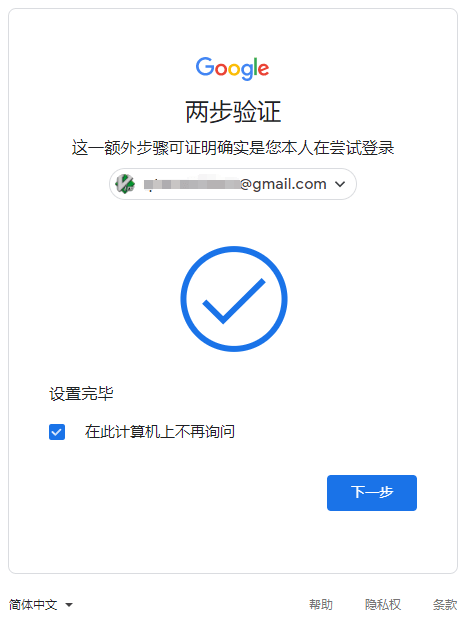 Google
两步验证
这一额外步骤可证明确实是您本人在尝试登录
@gmail.com
设置完毕
在此计算机上不再询问
下一步
简体中文 帮助 隐私权 条款